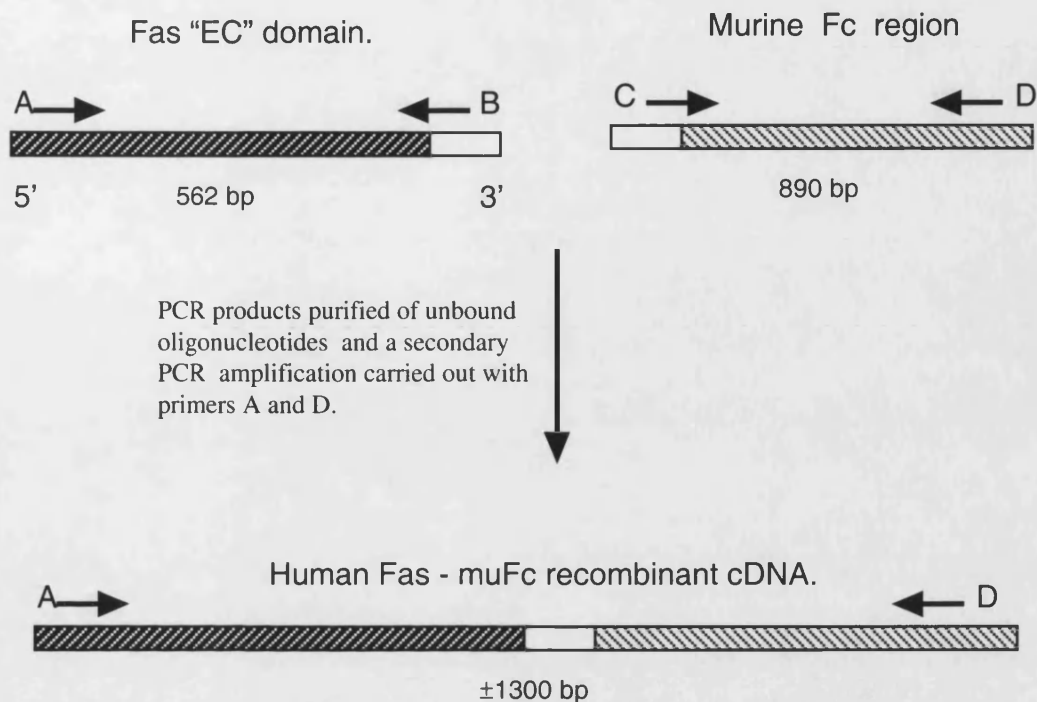 Fas “EC” domain.
Murine Fc region
A
B
C
D
5’
562 bp
3’
890 bp
PCR products purified of unbound
oligonucleotides and a secondary
PCR amplification carried out with
primers A and D.
Human Fas - muFc recombinant cDNA.
A
D
±1300 bp